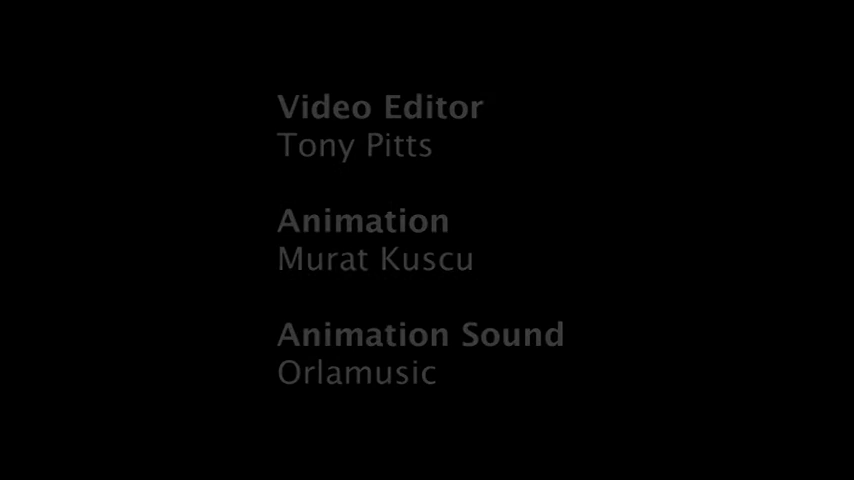 Video Editor
Tony Pitts
Animation
Murat Kuscu
Animation Sound
Orlamusic